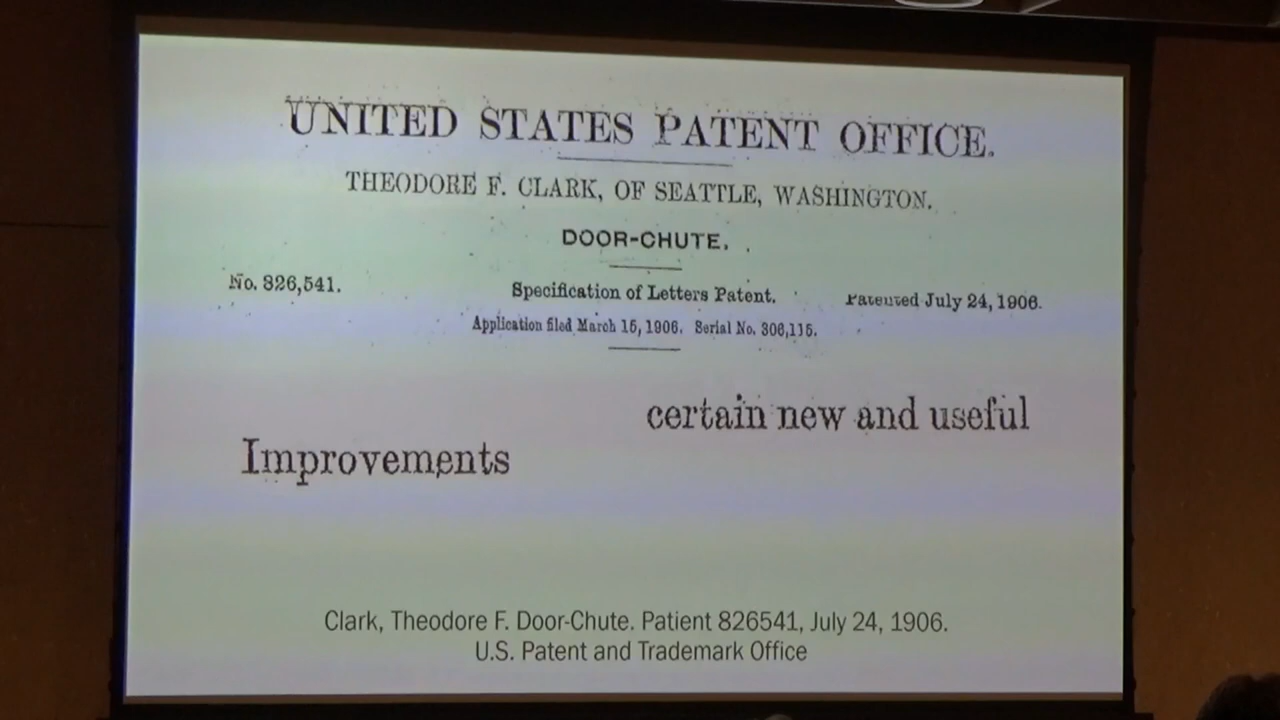 UNITED STATES PATENT OFFICE.
THEODORE F. CLARK, OF SEATTLE, WASHINGTON.
DOOR-CHUTE.
No. 826,541.
Specification of Letters Patent.
Patented July 24, 1906.
Application filed March 15, 1906. Serial No. 306,115.
certain new and useful
Improvements
Clark, Theodore F. Door-Chute. Patient 826541, July 24, 1906.
U.S. Patent and Trademark Office